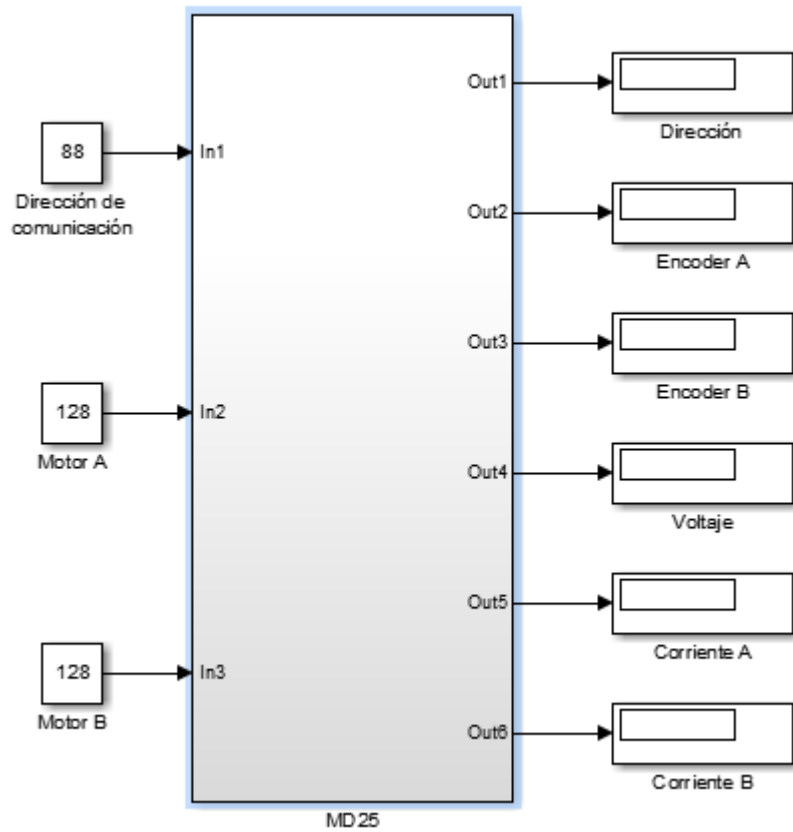 Out1
Dirección
88
In1
Dirección de
comunicación
Out2
Encoder A
Out3
Encoder B
128
In2
Motor A
Out4
Voltaje
Out5
Corriente A
128
In3
Motor B
Out6
Corriente B
MD25